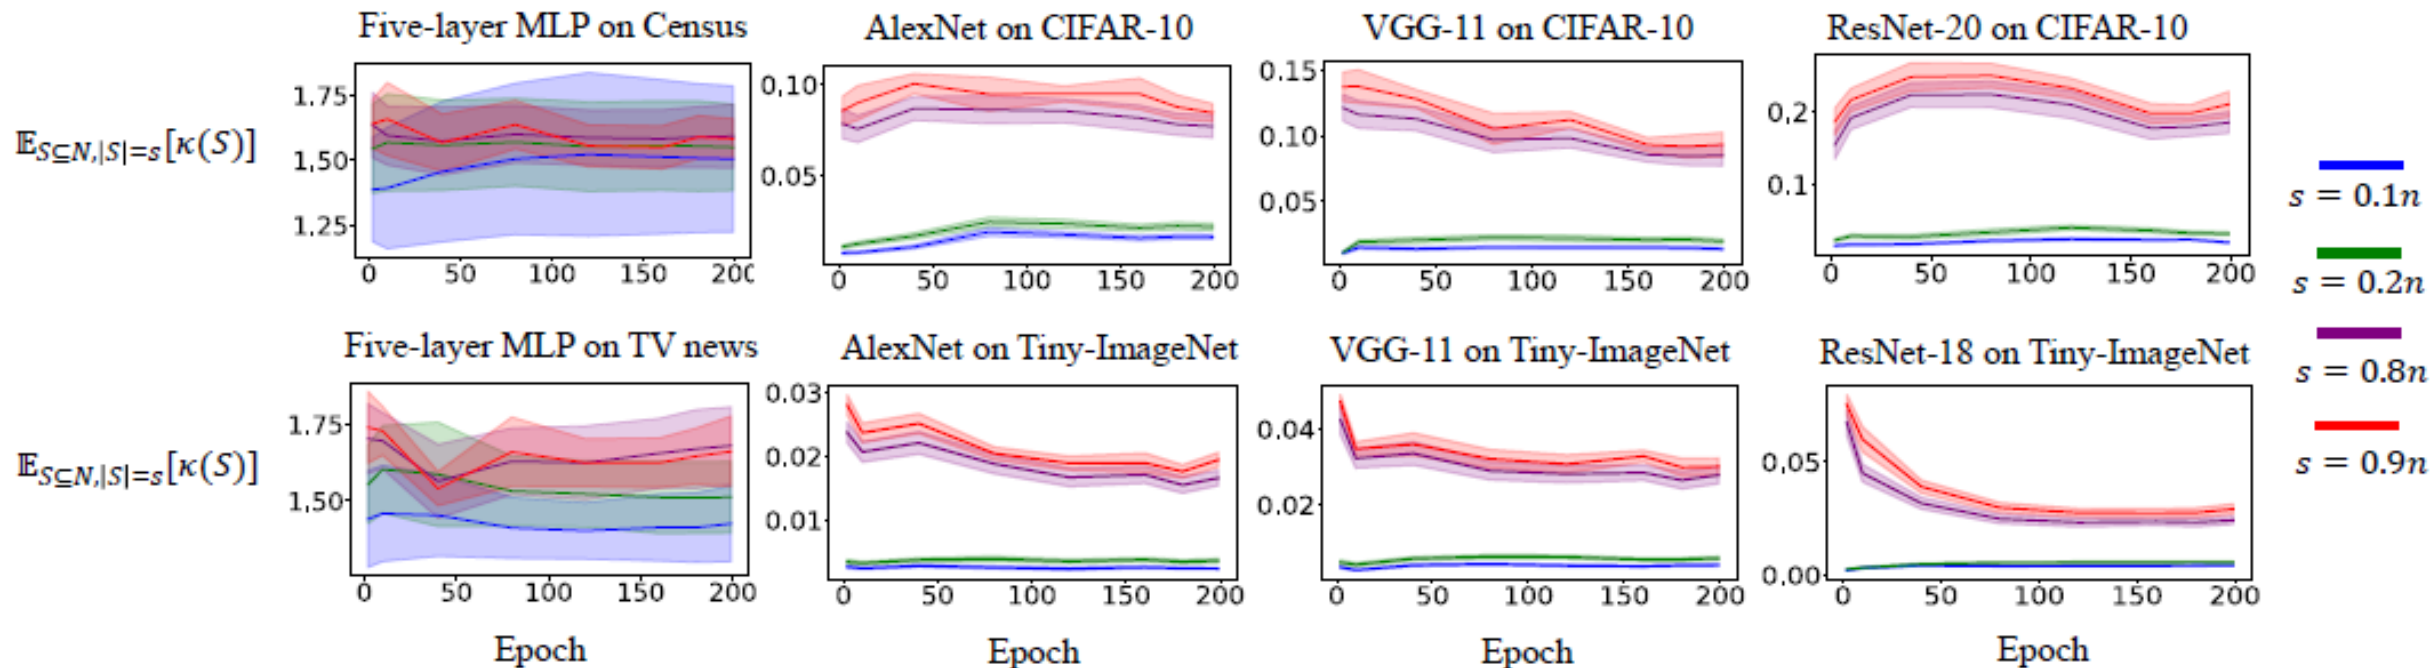 Five-layer MLP on Census
AlexNet on CIFAR-10
VGG-11 on CIFAR-10
ResNet-20 on CIFAR-10
𝔼_{S⊆N,|S|=s}[κ(S)]
1.75
1.50
1.25
0 50 100 150 200
0.10
0.05
0 50 100 150 200
0.15
0.10
0.05
0 50 100 150 200
0.2
0.1
0 50 100 150 200
s = 0.1n
s = 0.2n
s = 0.8n
s = 0.9n
Five-layer MLP on TV news
AlexNet on Tiny-ImageNet
VGG-11 on Tiny-ImageNet
ResNet-18 on Tiny-ImageNet
𝔼_{S⊆N,|S|=s}[κ(S)]
1.75
1.50
0 50 100 150 200
0.03
0.02
0.01
0 50 100 150 200
0.04
0.02
0 50 100 150 200
0.05
0.00
0 50 100 150 200
Epoch
Epoch
Epoch
Epoch